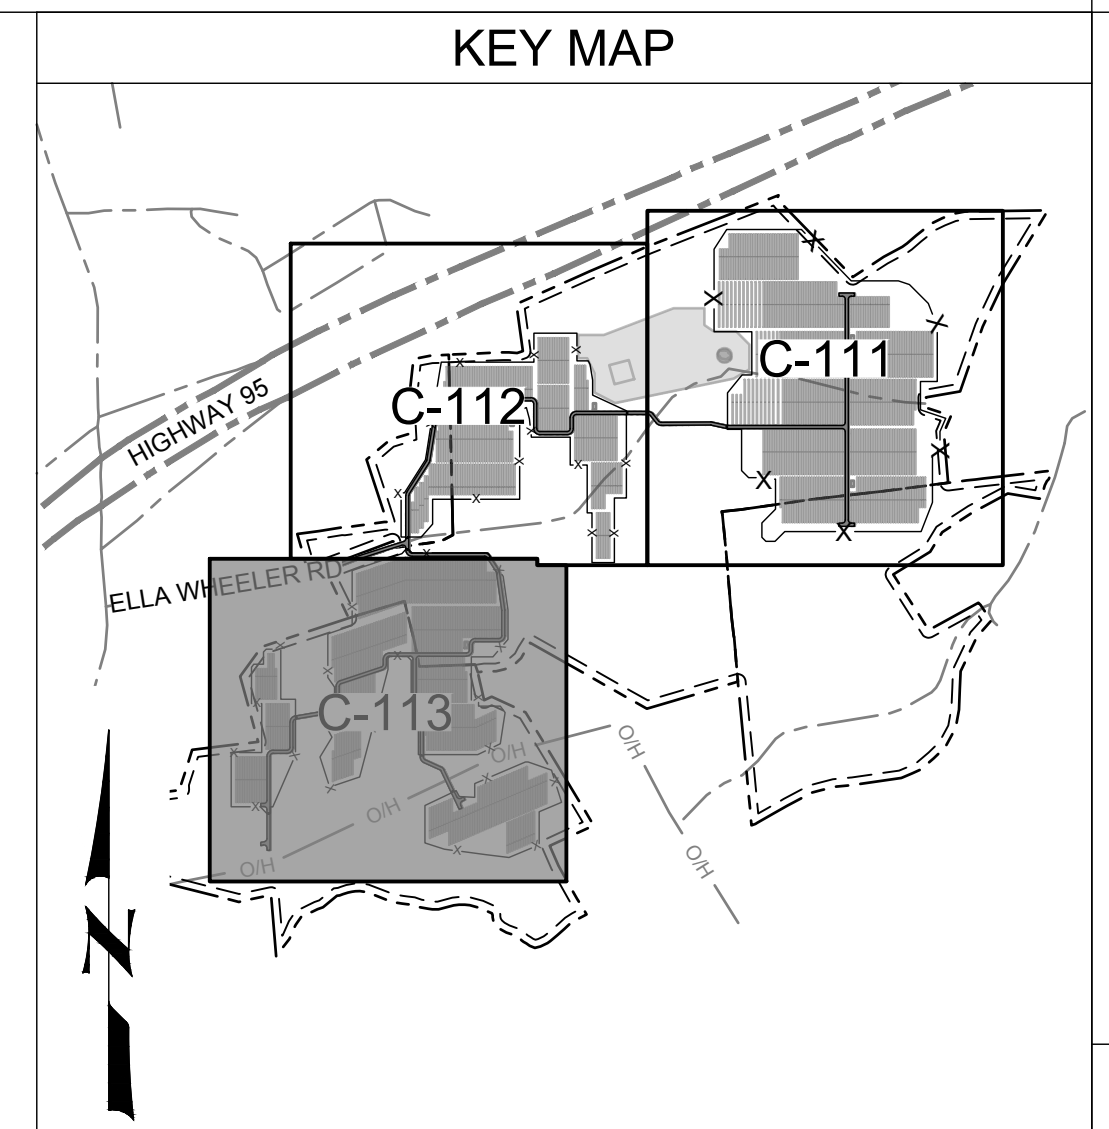 KEY MAP
C-111
C-112
HIGHWAY 95
ELLA WHEELER RD
C-113
O/H
O/H
O/H
O/H
O/H
N